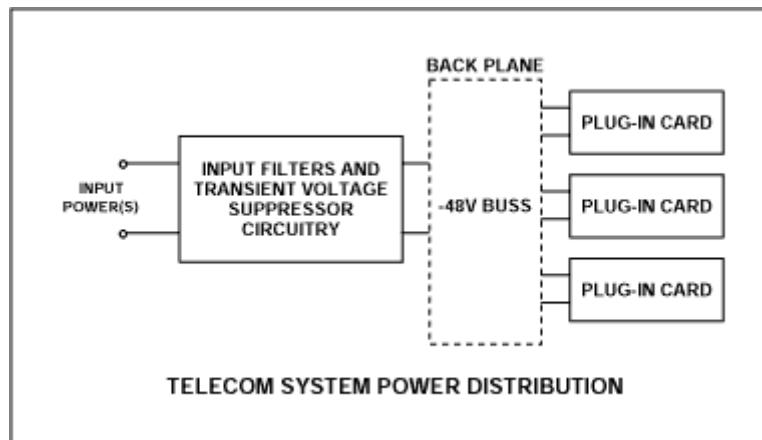 BACK PLANE
PLUG-IN CARD
INPUT FILTERS AND
TRANSIENT VOLTAGE
SUPPRESSOR
CIRCUITRY
INPUT
POWER(S)
-48V BUSS
PLUG-IN CARD
PLUG-IN CARD
TELECOM SYSTEM POWER DISTRIBUTION